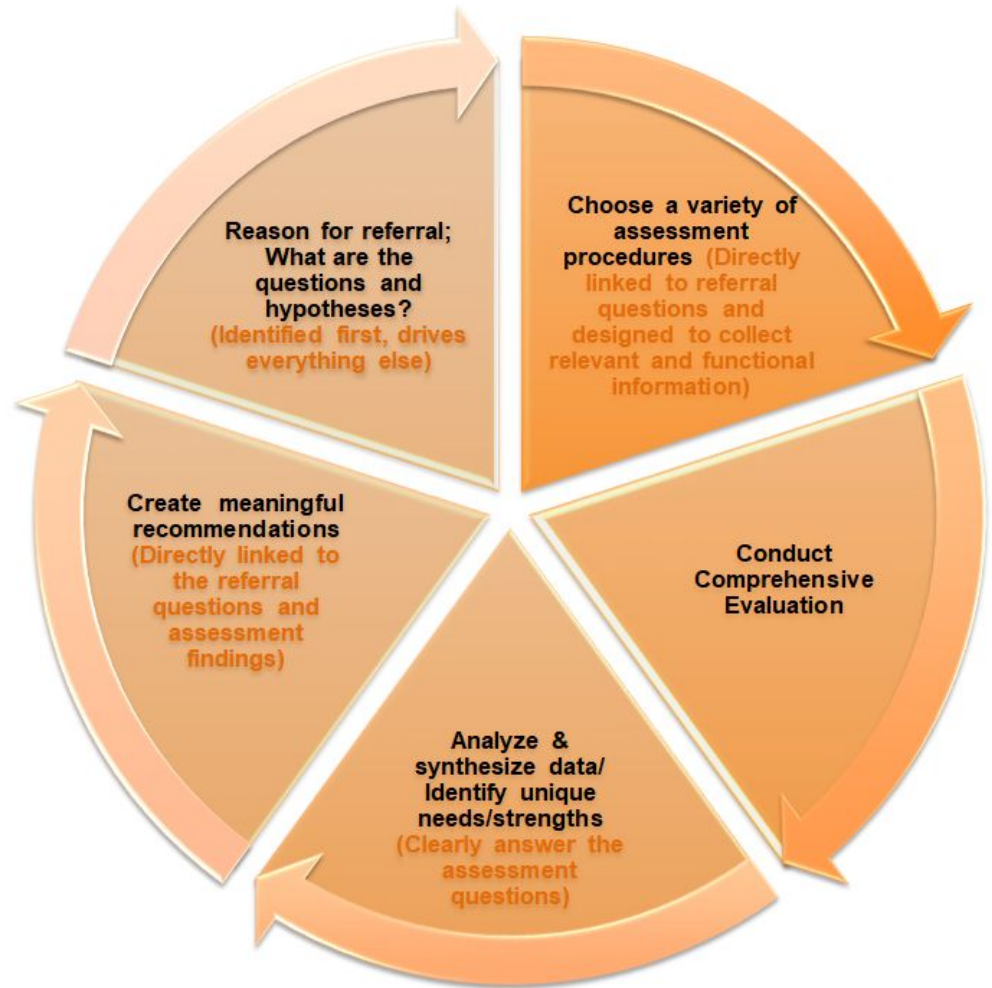 Reason for referral;
What are the
questions and
hypotheses?
(Identified first, drives
everything else)
Choose a variety of
assessment
procedures (Directly
linked to referral
questions and
designed to collect
relevant and functional
information)
Conduct
Comprehensive
Evaluation
Analyze &
synthesize data/
Identify unique
needs/strengths
(Clearly answer the
assessment
questions)
Create meaningful
recommendations
(Directly linked to
the referral
questions and
assessment
findings)